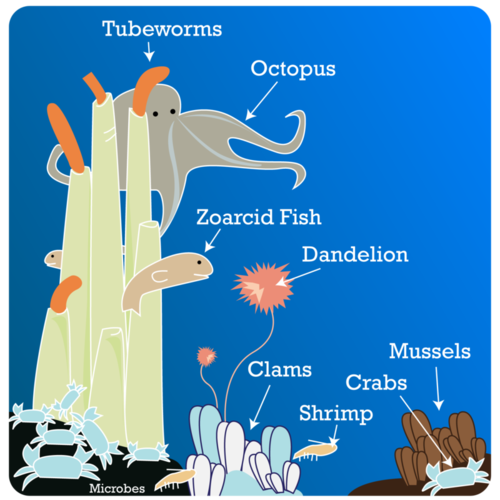 Tubeworms
Octopus
Zoarcid Fish
Dandelion
Mussels
Clams
Crabs
Shrimp
Microbes